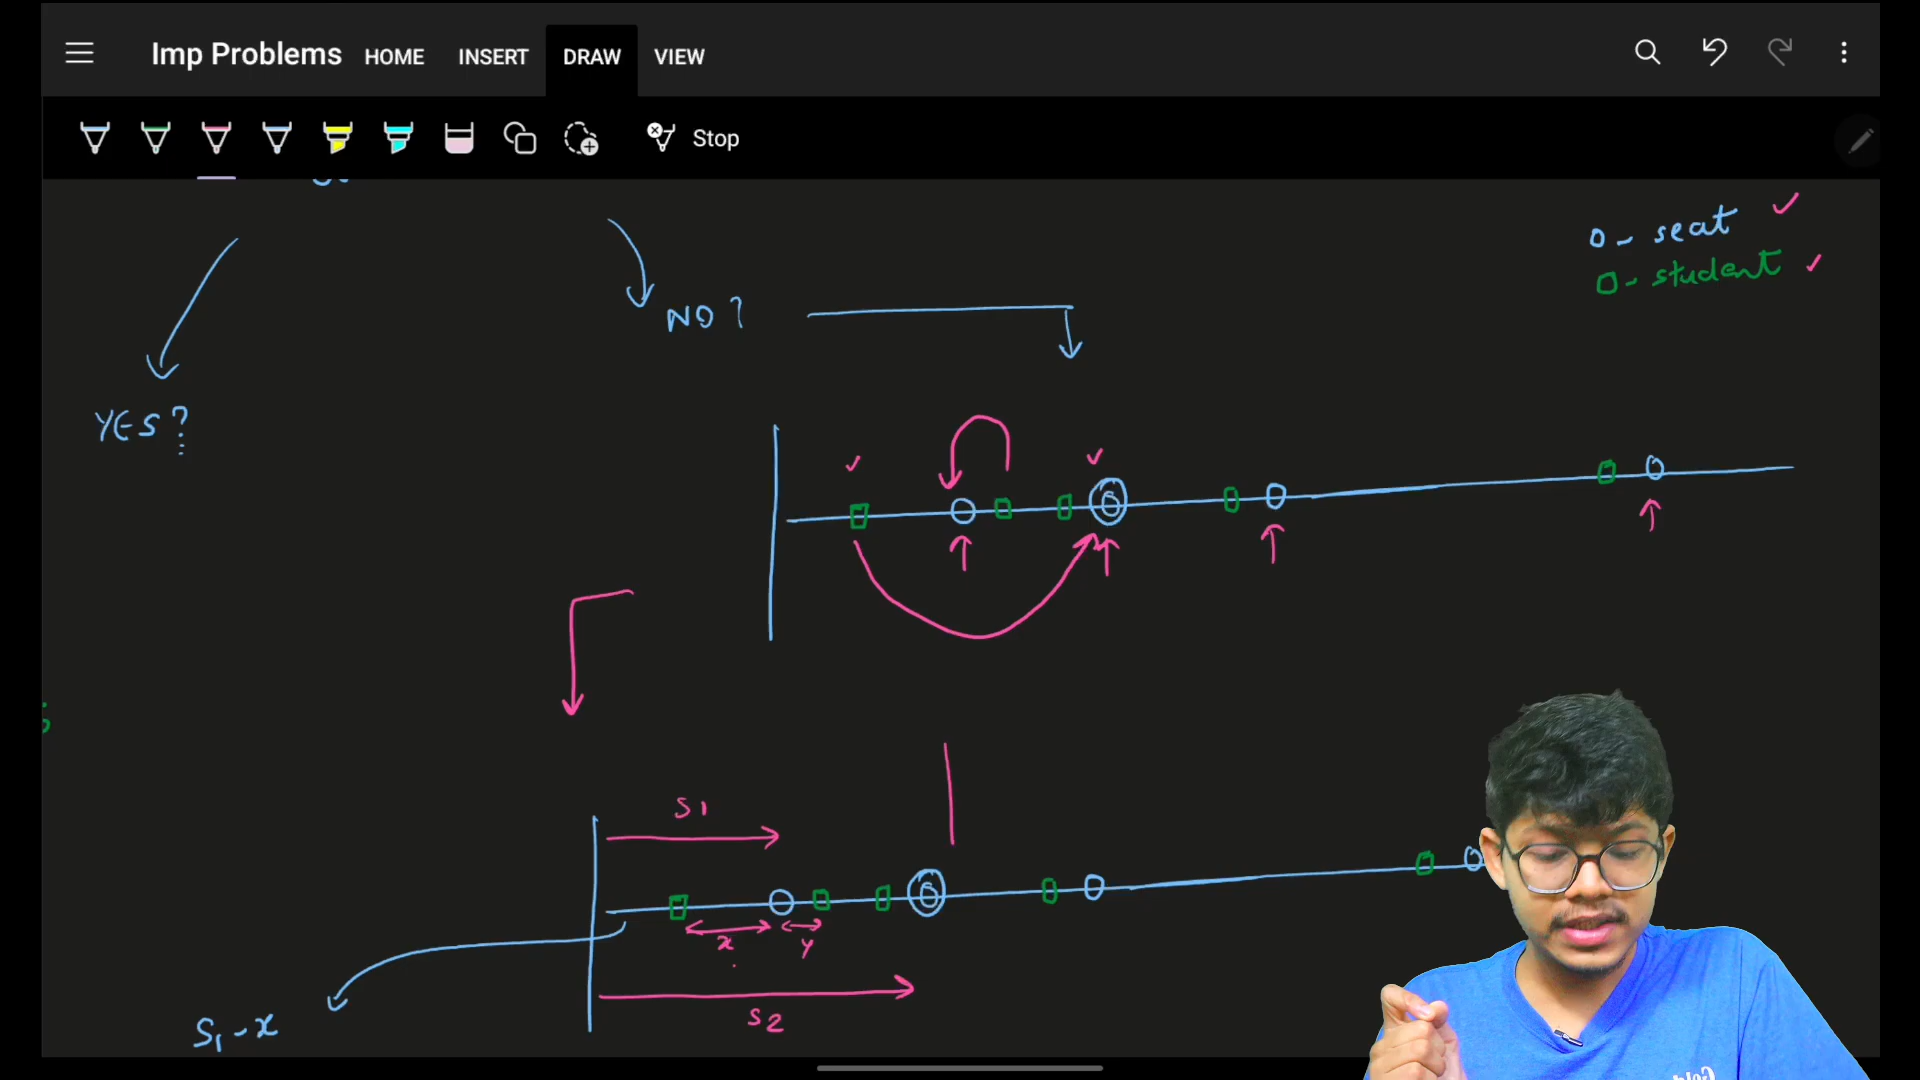 Imp Problems HOME INSERT DRAW VIEW
Stop
O - seat ✓
O - student ✓
NO ?
YES ?
S1
x y
S2
S1 - x